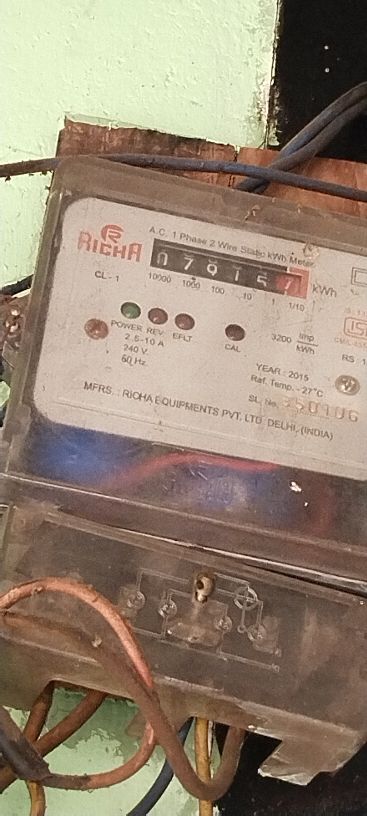 RICHA
A.C. 1 Phase 2 Wire Static kWh Meter
kWh
CL - 1
10000 1000 100 10 1 1/10
POWER REV EFLT
CAL
3200 imp/kWh
2.5-10 A
240 V.
50 Hz.
YEAR : 2015
Ref. Temp. - 27°C
SL. No.
MFRS. : RICHA EQUIPMENTS PVT. LTD. DELHI, (INDIA)